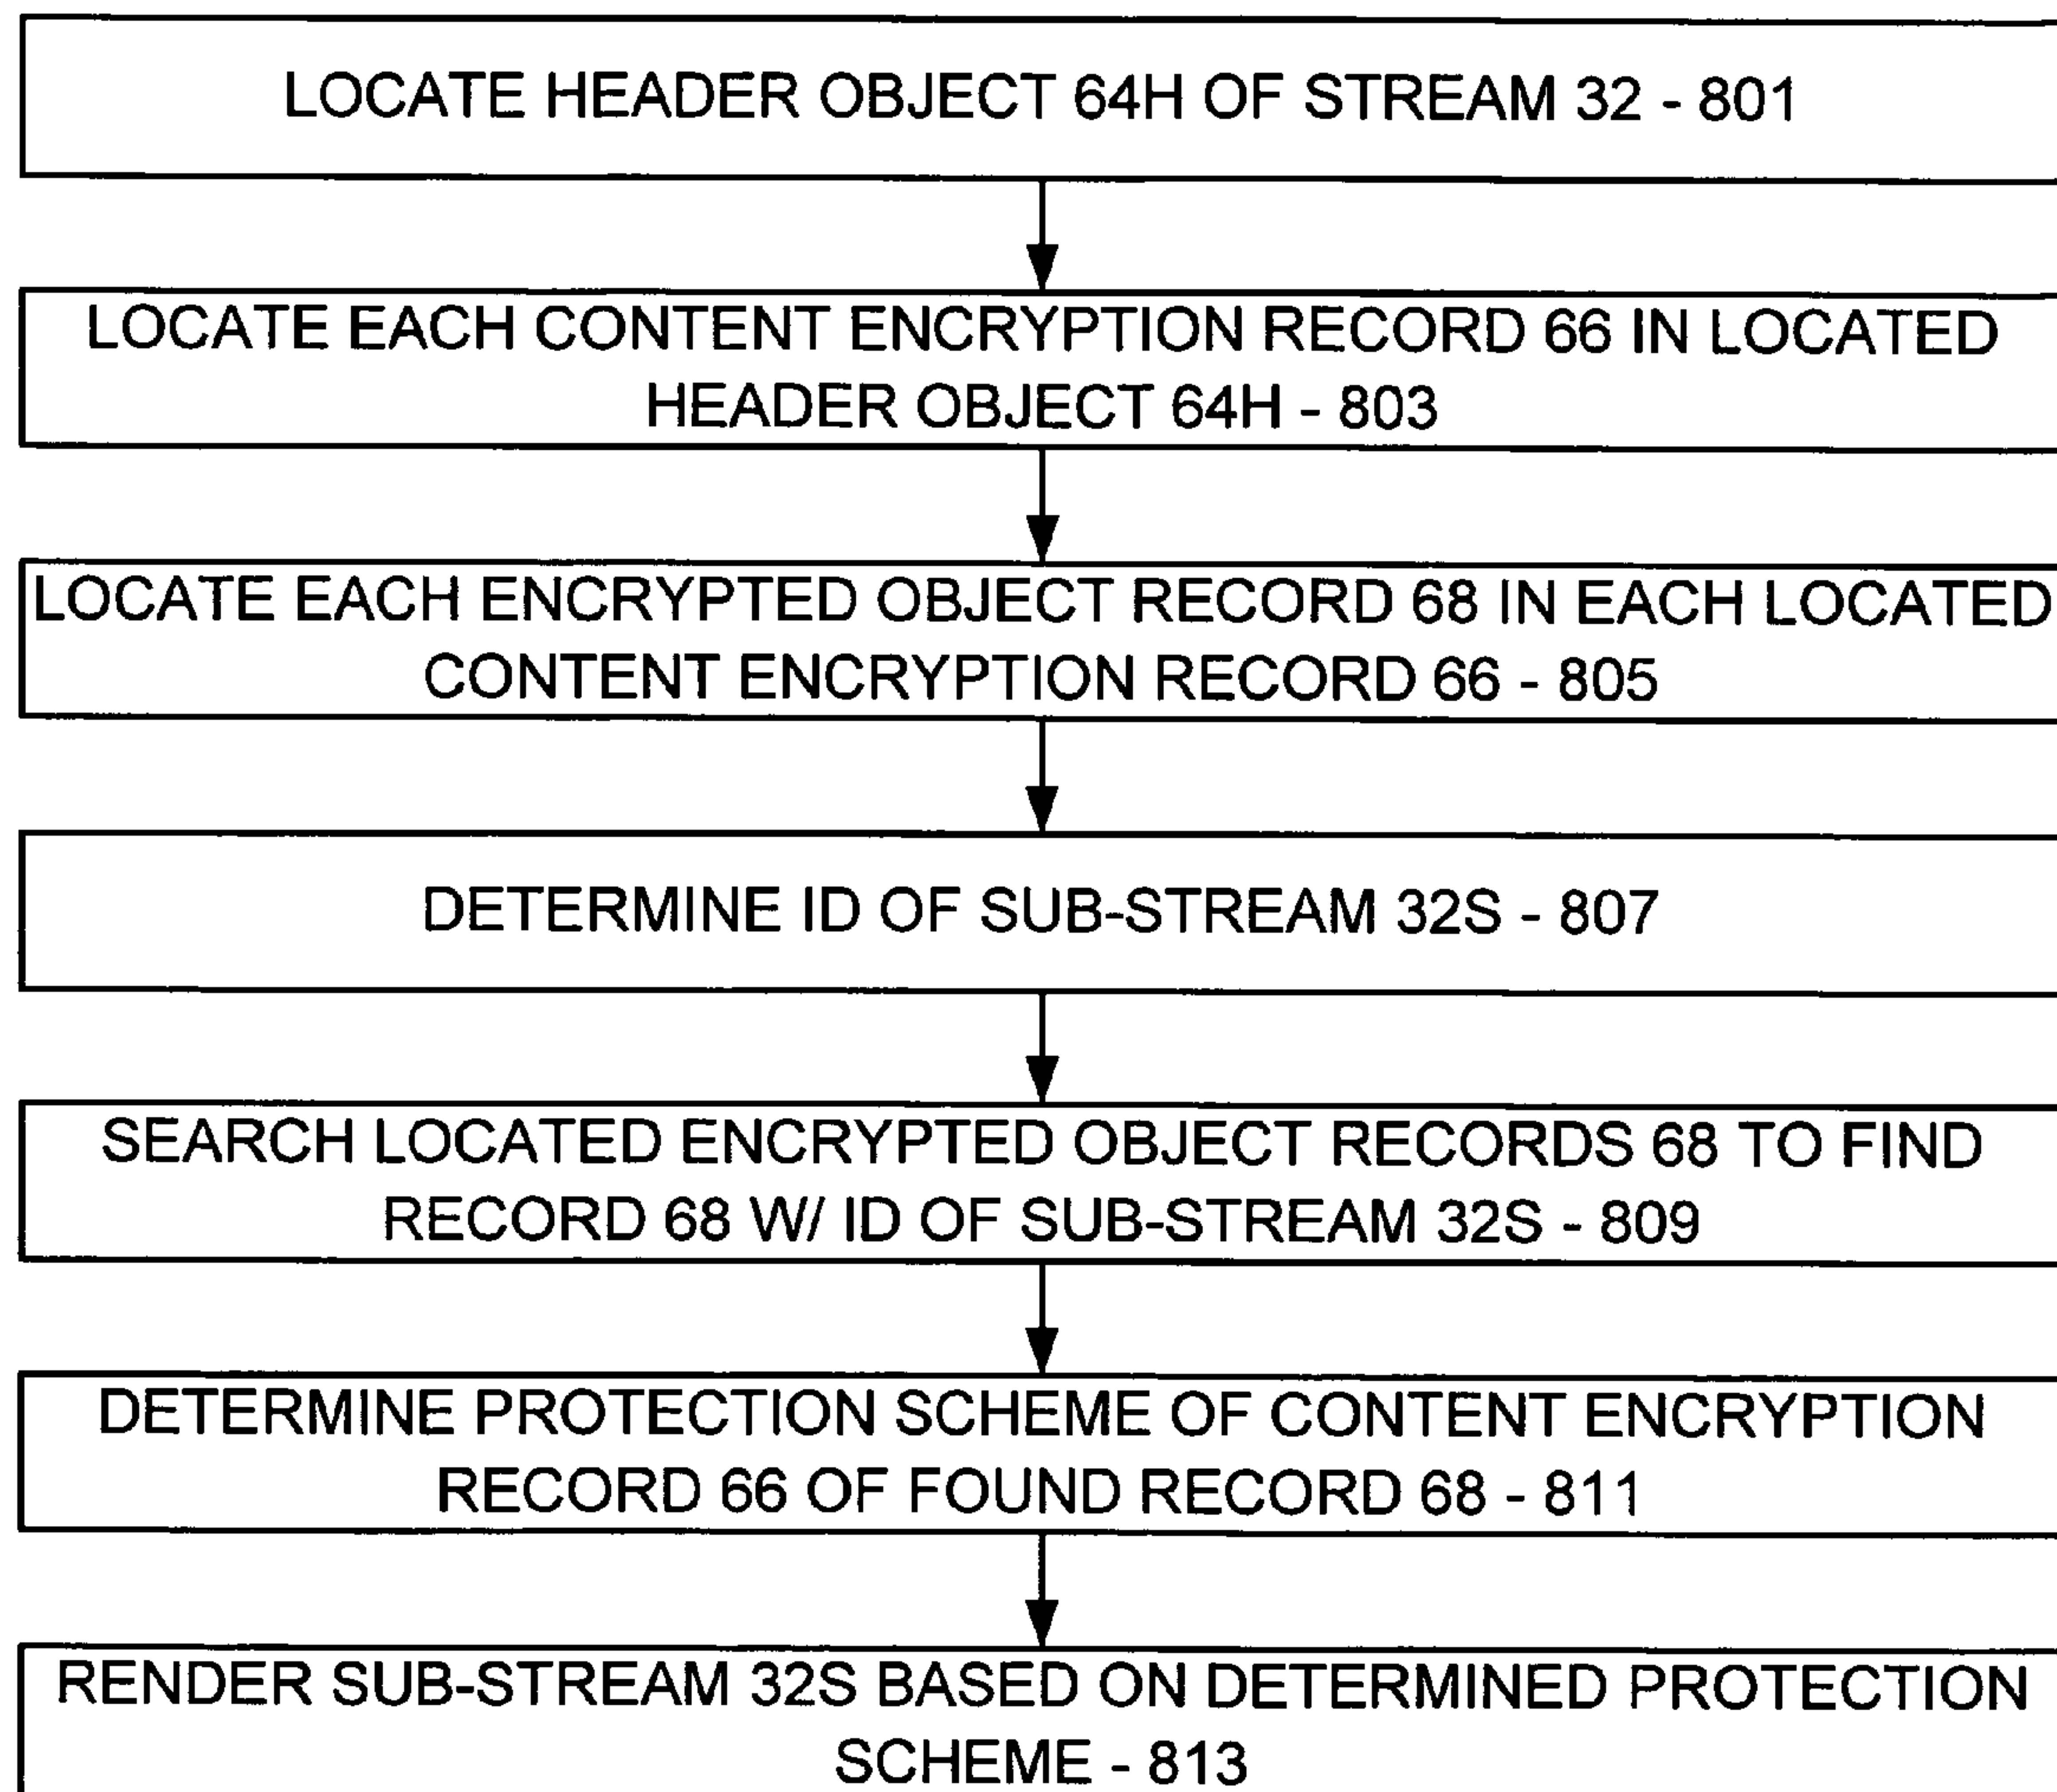 LOCATE HEADER OBJECT 64H OF STREAM 32 - 801
LOCATE EACH CONTENT ENCRYPTION RECORD 66 IN LOCATED
HEADER OBJECT 64H - 803
LOCATE EACH ENCRYPTED OBJECT RECORD 68 IN EACH LOCATED
CONTENT ENCRYPTION RECORD 66 - 805
DETERMINE ID OF SUB-STREAM 32S - 807
SEARCH LOCATED ENCRYPTED OBJECT RECORDS 68 TO FIND
RECORD 68 W/ ID OF SUB-STREAM 32S - 809
DETERMINE PROTECTION SCHEME OF CONTENT ENCRYPTION
RECORD 66 OF FOUND RECORD 68 - 811
RENDER SUB-STREAM 32S BASED ON DETERMINED PROTECTION
SCHEME - 813